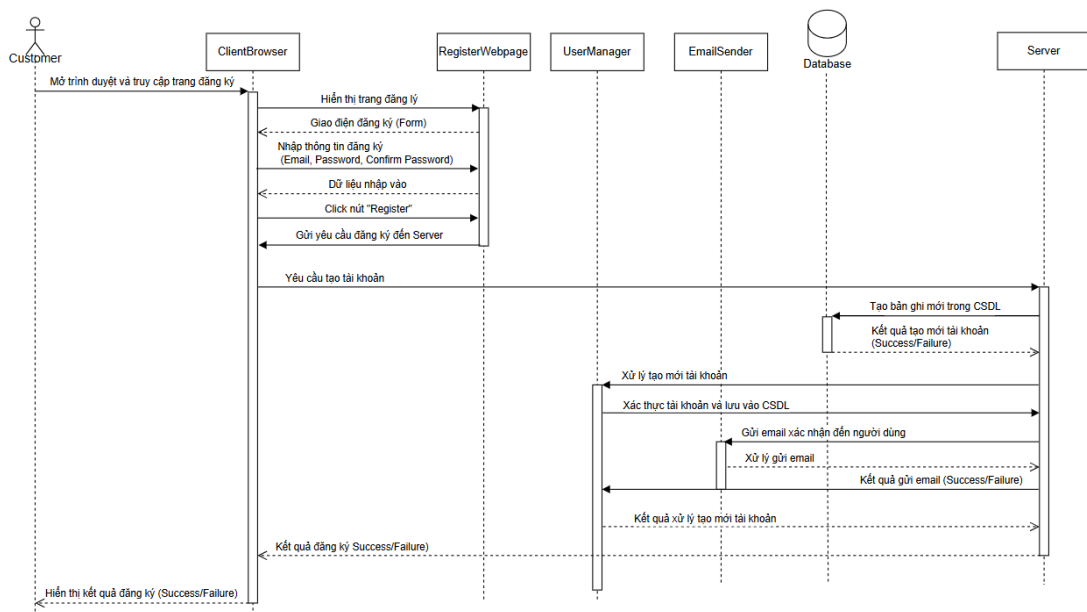 Customer
ClientBrowser
RegisterWebpage
UserManager
EmailSender
Database
Server
Mở trình duyệt và truy cập trang đăng ký
Hiển thị trang đăng lý
Giao diện đăng ký (Form)
Nhập thông tin đăng ký
(Email, Password, Confirm Password)
Dữ liệu nhập vào
Click nút "Register"
Gửi yêu cầu đăng ký đến Server
Yêu cầu tạo tài khoản
Tạo bản ghi mới trong CSDL
Kết quả tạo mới tài khoản
(Success/Failure)
Xử lý tạo mới tài khoản
Xác thực tài khoản và lưu vào CSDL
Gửi email xác nhận đến người dùng
Xử lý gửi email
Kết quả gửi email (Success/Failure)
Kết quả xử lý tạo mới tài khoản
Kết quả đăng ký Success/Failure)
Hiển thị kết quả đăng ký (Success/Failure)